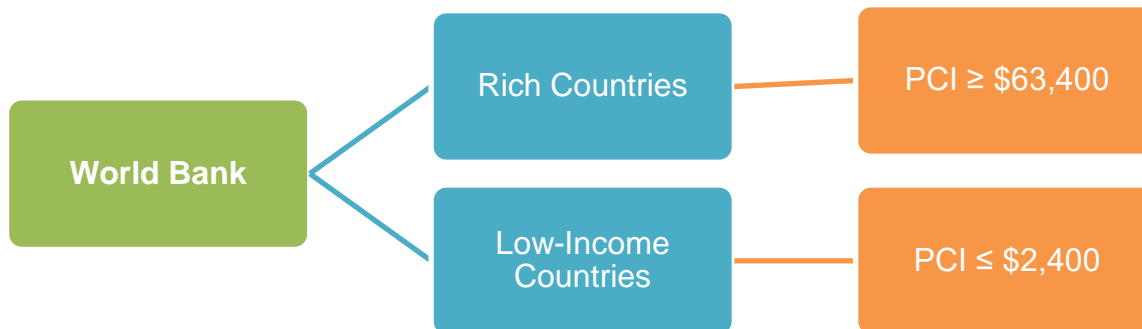 World Bank
Rich Countries
PCI ≥ $63,400
Low-Income
Countries
PCI ≤ $2,400